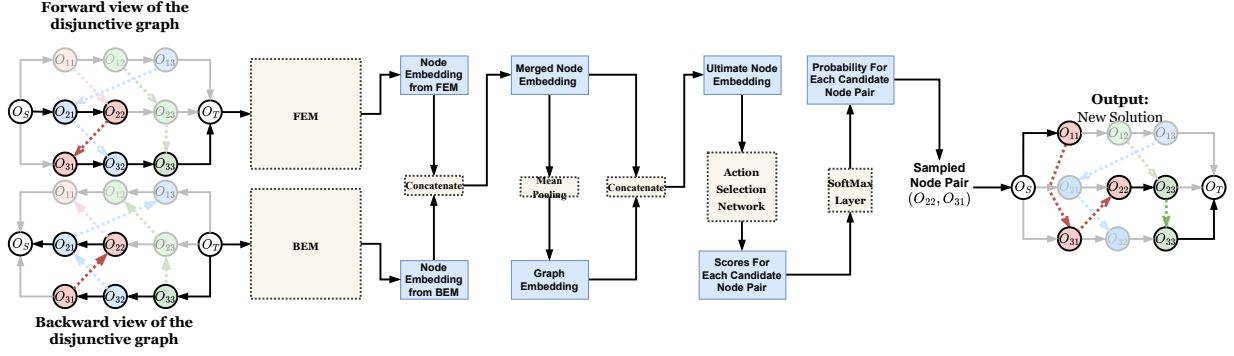 Forward view of the
disjunctive graph
O11
O12
O13
OS
O21
O22
O23
OT
O31
O32
O33
O11
O12
O13
OS
O21
O22
O23
OT
O31
O32
O33
Backward view of the
disjunctive graph
FEM
BEM
Node
Embedding
from FEM
Concatenate
Node
Embedding
from BEM
Merged Node
Embedding
Mean
Pooling
Graph
Embedding
Concatenate
Ultimate Node
Embedding
Action
Selection
Network
Scores For
Each Candidate
Node Pair
Probability For
Each Candidate
Node Pair
SoftMax
Layer
Sampled
Node Pair
(O22, O31)
Output:
New Solution
O11
O12
O13
OS
O21
O22
O23
OT
O31
O32
O33